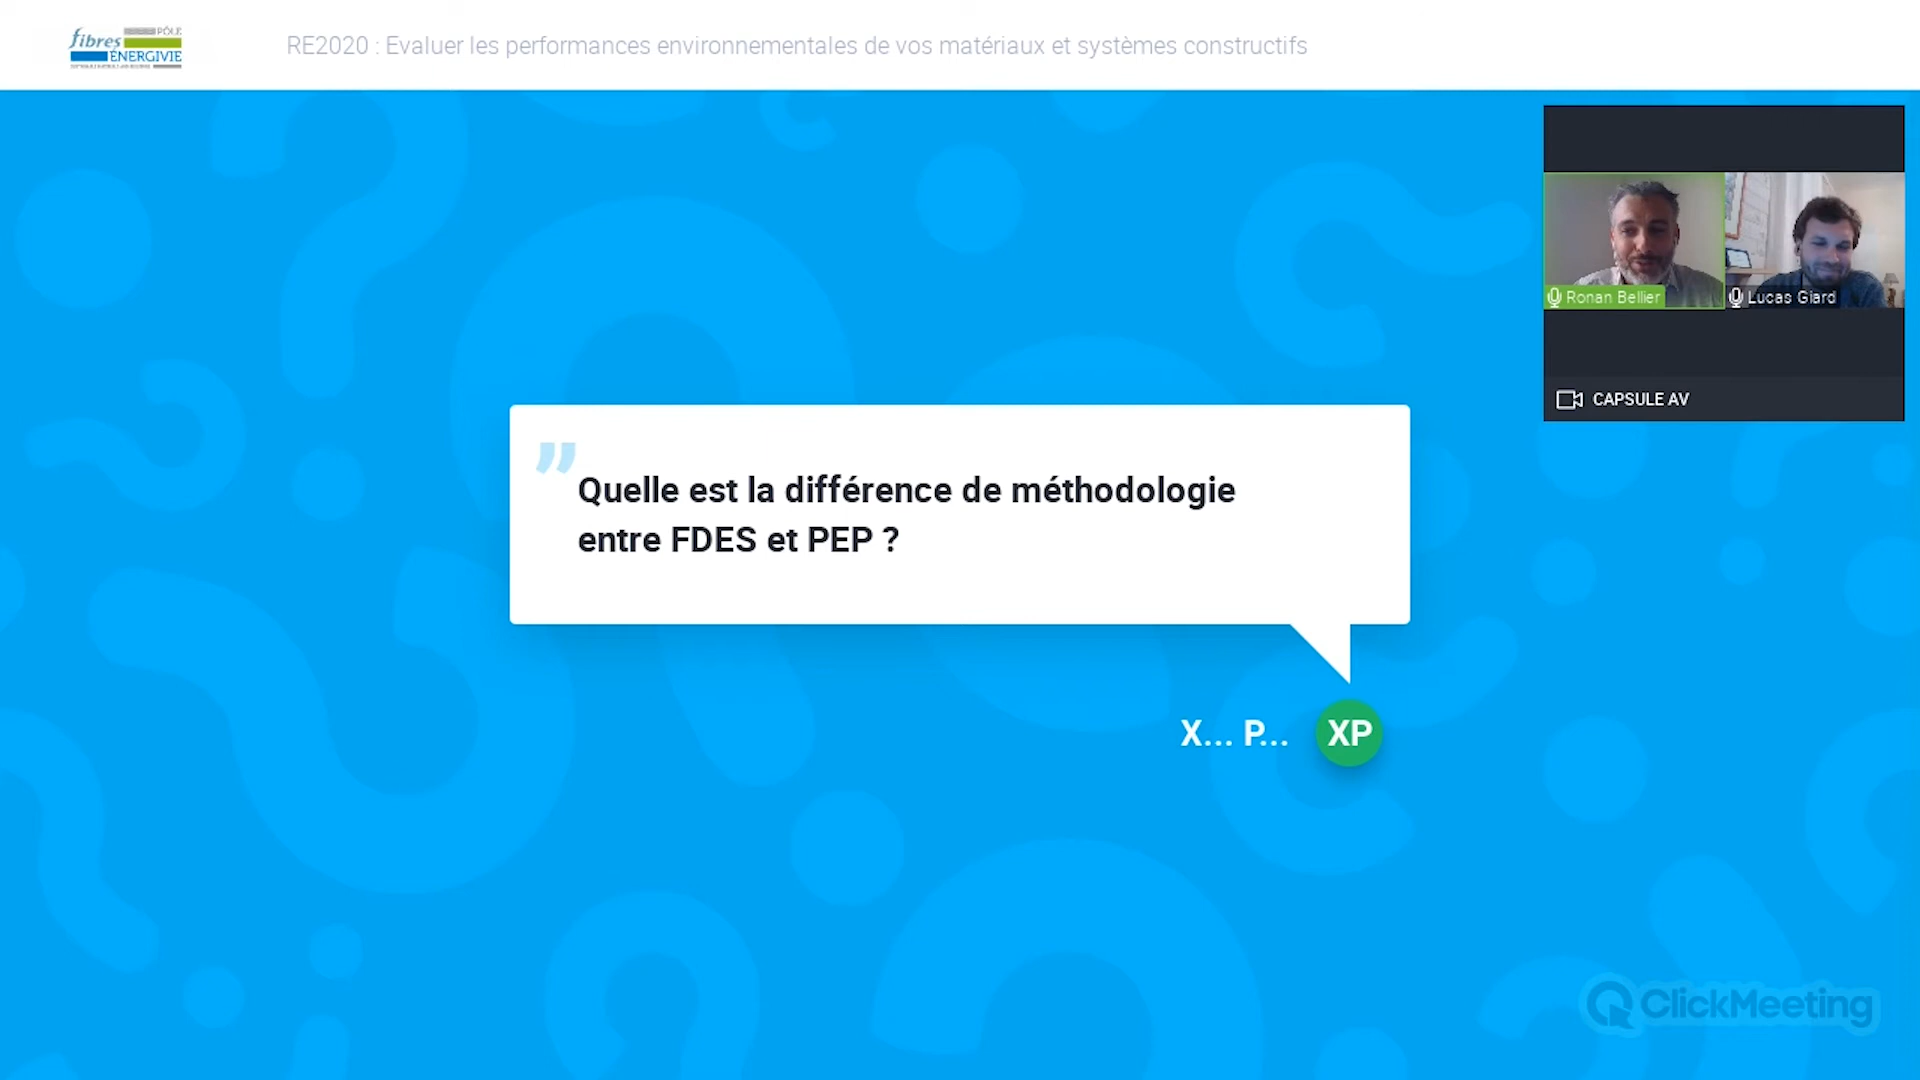 fibres
PÔLE
ÉNERGIVIE
RE2020 : Evaluer les performances environnementales de vos matériaux et systèmes constructifs
Ronan Bellier
Lucas Giard
CAPSULE AV
”
Quelle est la différence de méthodologie
entre FDES et PEP ?
X... P...
XP
ClickMeeting